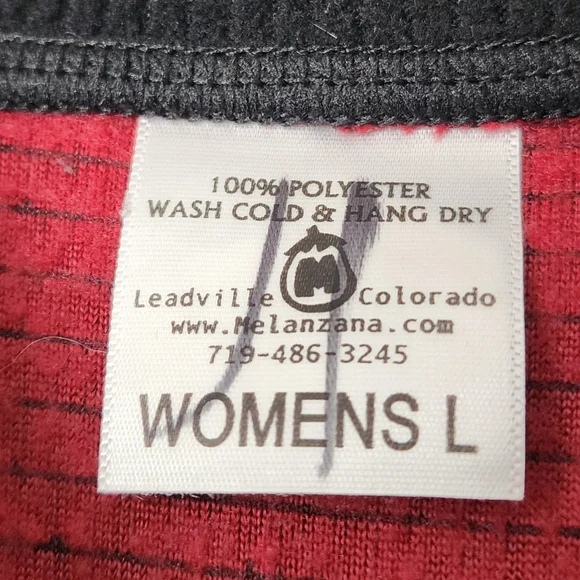 100% POLYESTER
WASH COLD & HANG DRY
M
Leadville Colorado
www.Melanzana.com
719-486-3245
WOMENS L